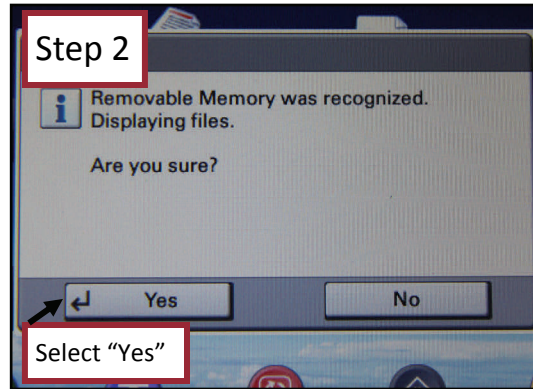 Step 2
Removable Memory was recognized.
Displaying files.
Are you sure?
Yes
No
Select “Yes”